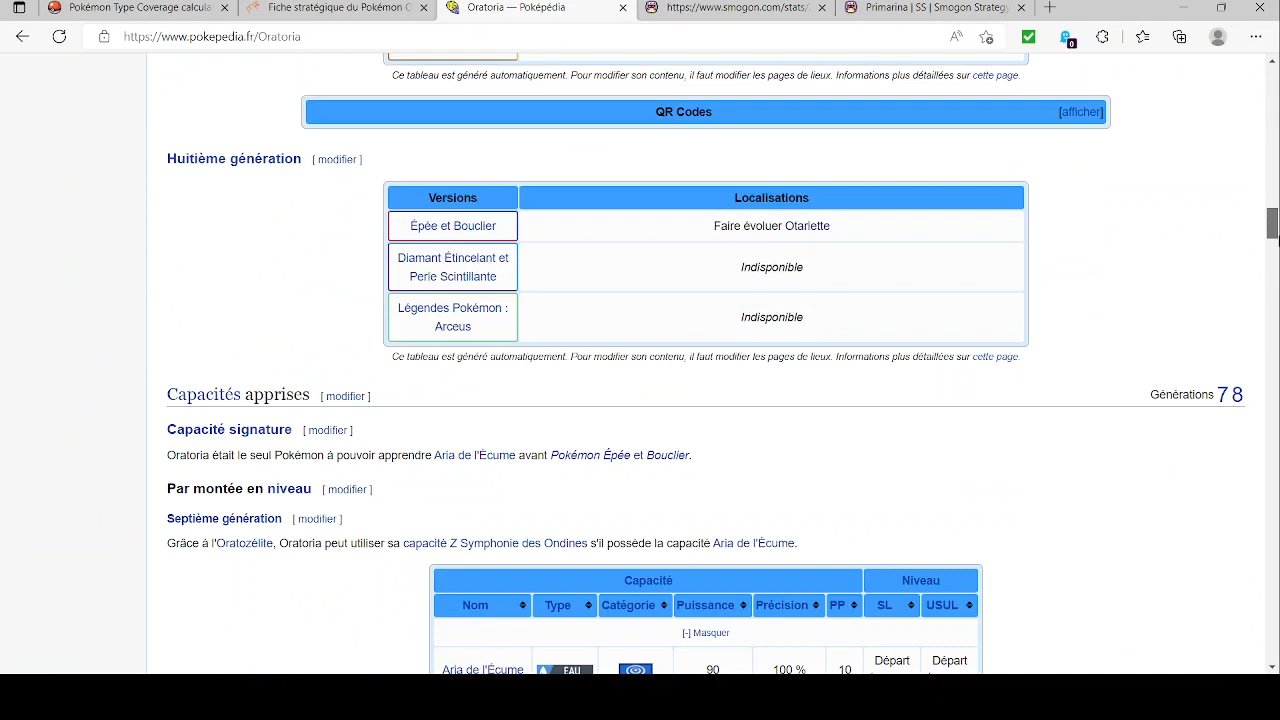 Pokémon Type Coverage calcula
Fiche stratégique du Pokémon O
Oratoria — Poképédia
https://www.smogon.com/stats/
Primarina | SS | Smogon Strategy
https://www.pokepedia.fr/Oratoria
0
Ce tableau est généré automatiquement. Pour modifier son contenu, il faut modifier les pages de lieux. Informations plus détaillées sur cette page.
QR Codes [afficher]
Huitième génération [ modifier ]
Versions Localisations
Épée et Bouclier Faire évoluer Otariette
Diamant Étincelant et
Perle Scintillante
Indisponible
Légendes Pokémon :
Arceus
Indisponible
Ce tableau est généré automatiquement. Pour modifier son contenu, il faut modifier les pages de lieux. Informations plus détaillées sur cette page.
Capacités apprises [ modifier ] Générations 7 8
Capacité signature [ modifier ]
Oratoria était le seul Pokémon à pouvoir apprendre Aria de l'Écume avant Pokémon Épée et Bouclier.
Par montée en niveau [ modifier ]
Septième génération [ modifier ]
Grâce à l'Oratozélite, Oratoria peut utiliser sa capacité Z Symphonie des Ondines s'il possède la capacité Aria de l'Écume.
Capacité Niveau
Nom Type Catégorie Puissance Précision PP SL USUL
[-] Masquer
Aria de l'Écume EAU 90 100 % 10 Départ Départ